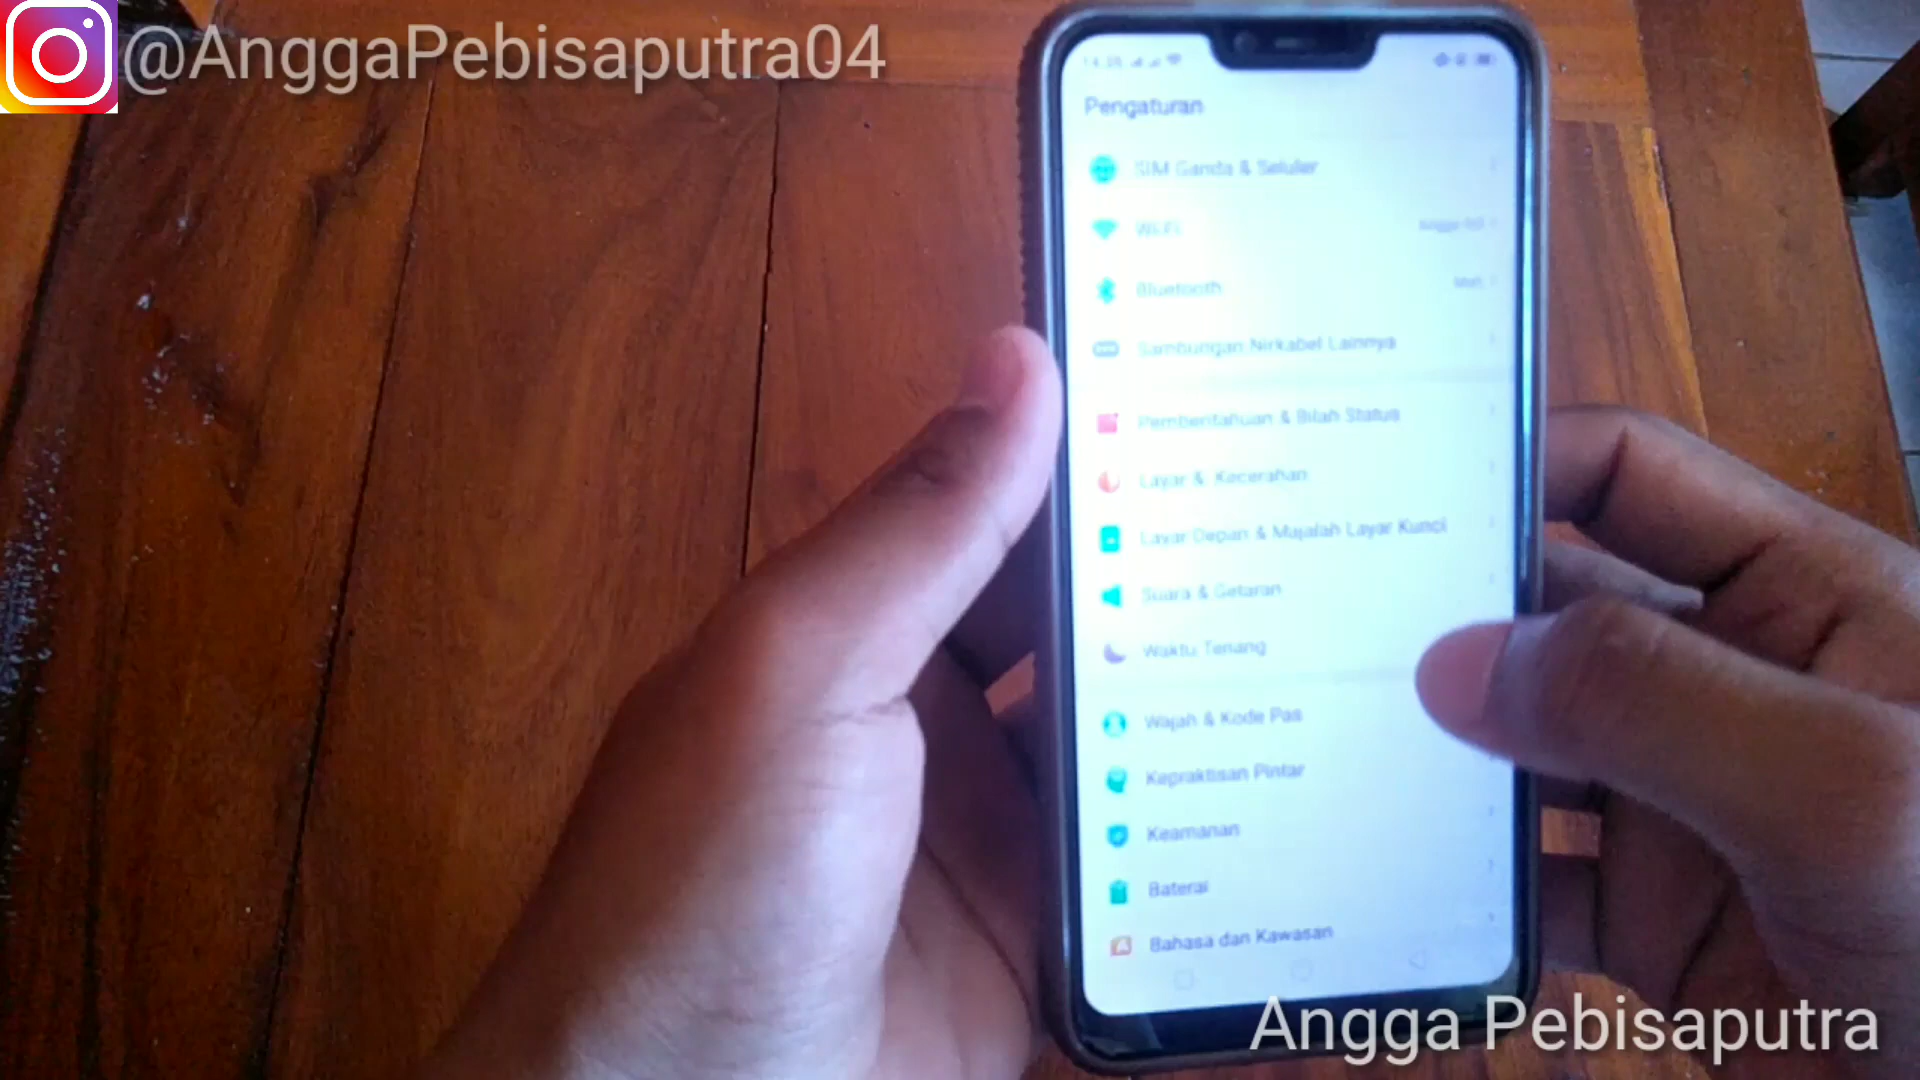 @AnggaPebisaputra04
Pengaturan
SIM Ganda & Seluler
Wi-Fi
Bluetooth
Mati
Sambungan Nirkabel Lainnya
Pemberitahuan & Bilah Status
Layar & Kecerahan
Layar Depan & Majalah Layar Kunci
Suara & Getaran
Waktu Tenang
Wajah & Kode Pas
Kepraktisan Pintar
Keamanan
Baterai
Bahasa dan Kawasan
Angga Pebisaputra